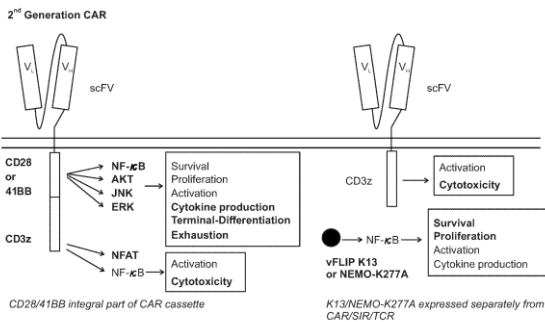 2nd Generation CAR
VL VH
scFV
VL VH
scFV
CD28
or
41BB
CD3z
NF-κB
AKT
JNK
ERK
Survival
Proliferation
Activation
Cytokine production
Terminal-Differentiation
Exhaustion
NFAT
NF-κB
Activation
Cytotoxicity
CD28/41BB integral part of CAR cassette
CD3z
Activation
Cytotoxicity
NF-κB
vFLIP K13
or NEMO-K277A
Survival
Proliferation
Activation
Cytokine production
K13/NEMO-K277A expressed separately from
CAR/SIR/TCR